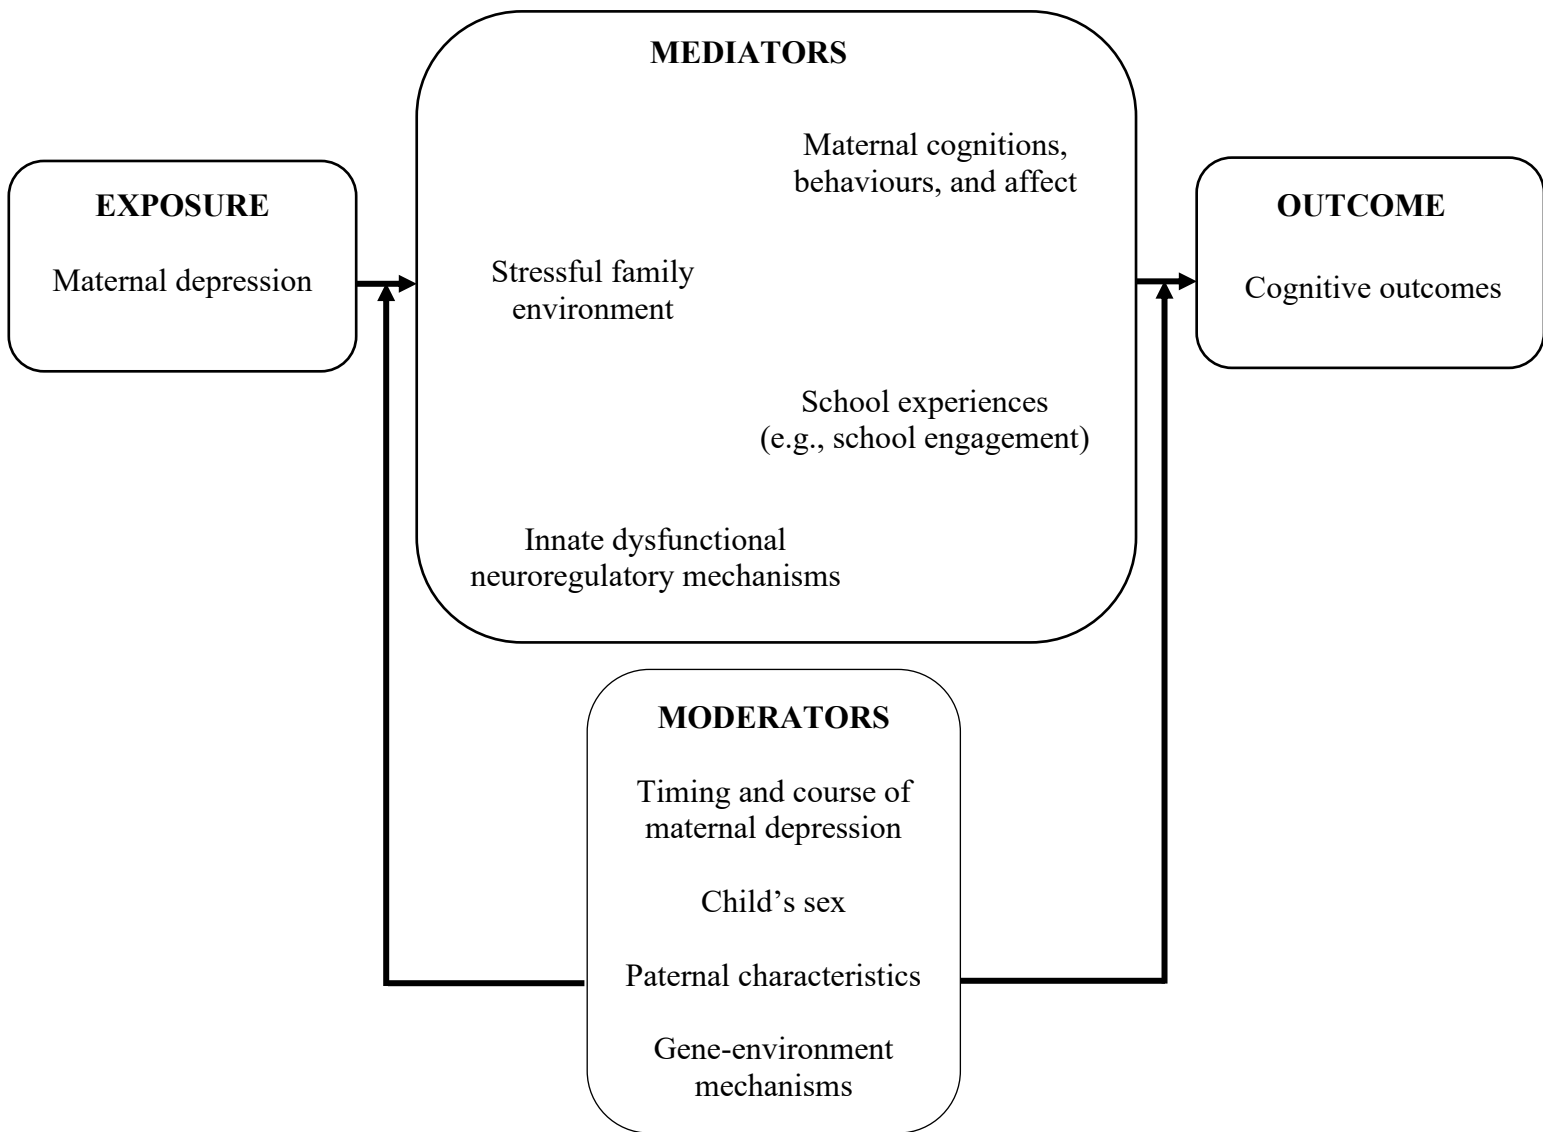 MEDIATORS
Maternal cognitions,
behaviours, and affect
EXPOSURE
Maternal depression
OUTCOME
Cognitive outcomes
Stressful family
environment
School experiences
(e.g., school engagement)
Innate dysfunctional
neuroregulatory mechanisms
MODERATORS
Timing and course of
maternal depression
Child’s sex
Paternal characteristics
Gene-environment
mechanisms